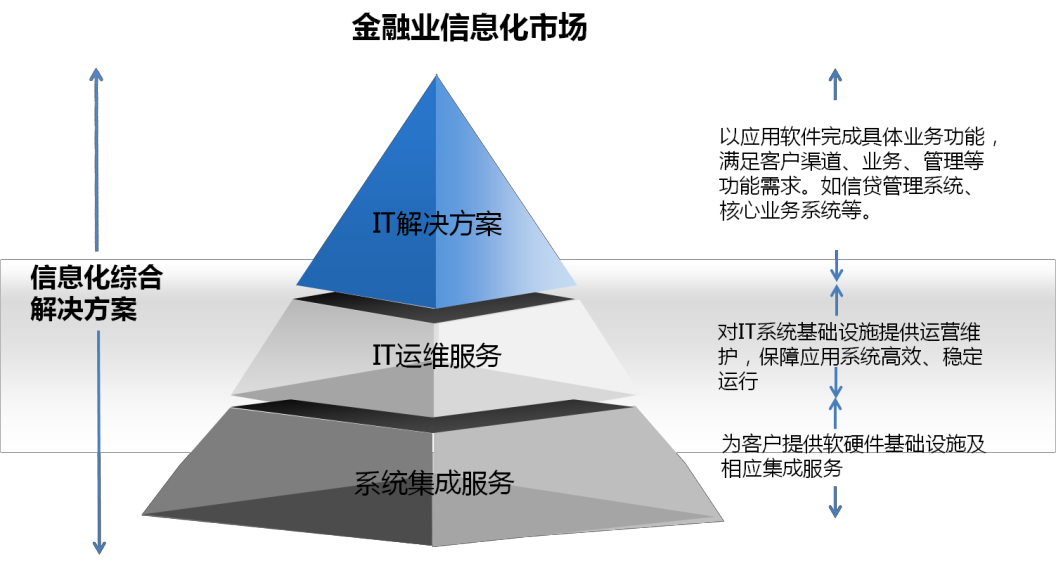 金融业信息化市场
以应用软件完成具体业务功能，
满足客户渠道、业务、管理等
功能需求。如信贷管理系统、
核心业务系统等。
IT解决方案
信息化综合
解决方案
对IT系统基础设施提供运营维
护，保障应用系统高效、稳定
运行
IT运维服务
为客户提供软硬件基础设施及
相应集成服务
系统集成服务